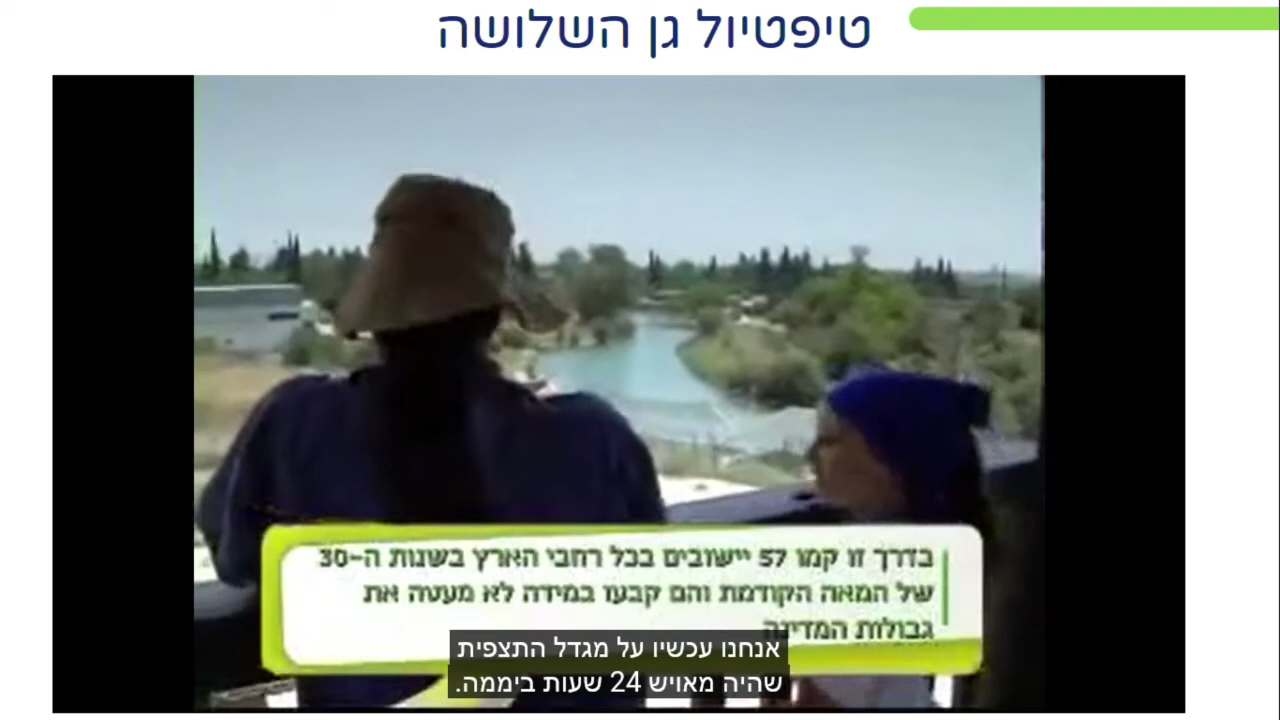 טיפטיול גן השלושה
בדרך זו קמו 57 יישובים בכל רחבי הארץ בשנות ה-30
של המאה הקודמת והם קבעו במידה לא מעטה את
גבולות המדינה
אנחנו עכשיו על מגדל התצפית
שהיה מאויש 24 שעות ביממה.